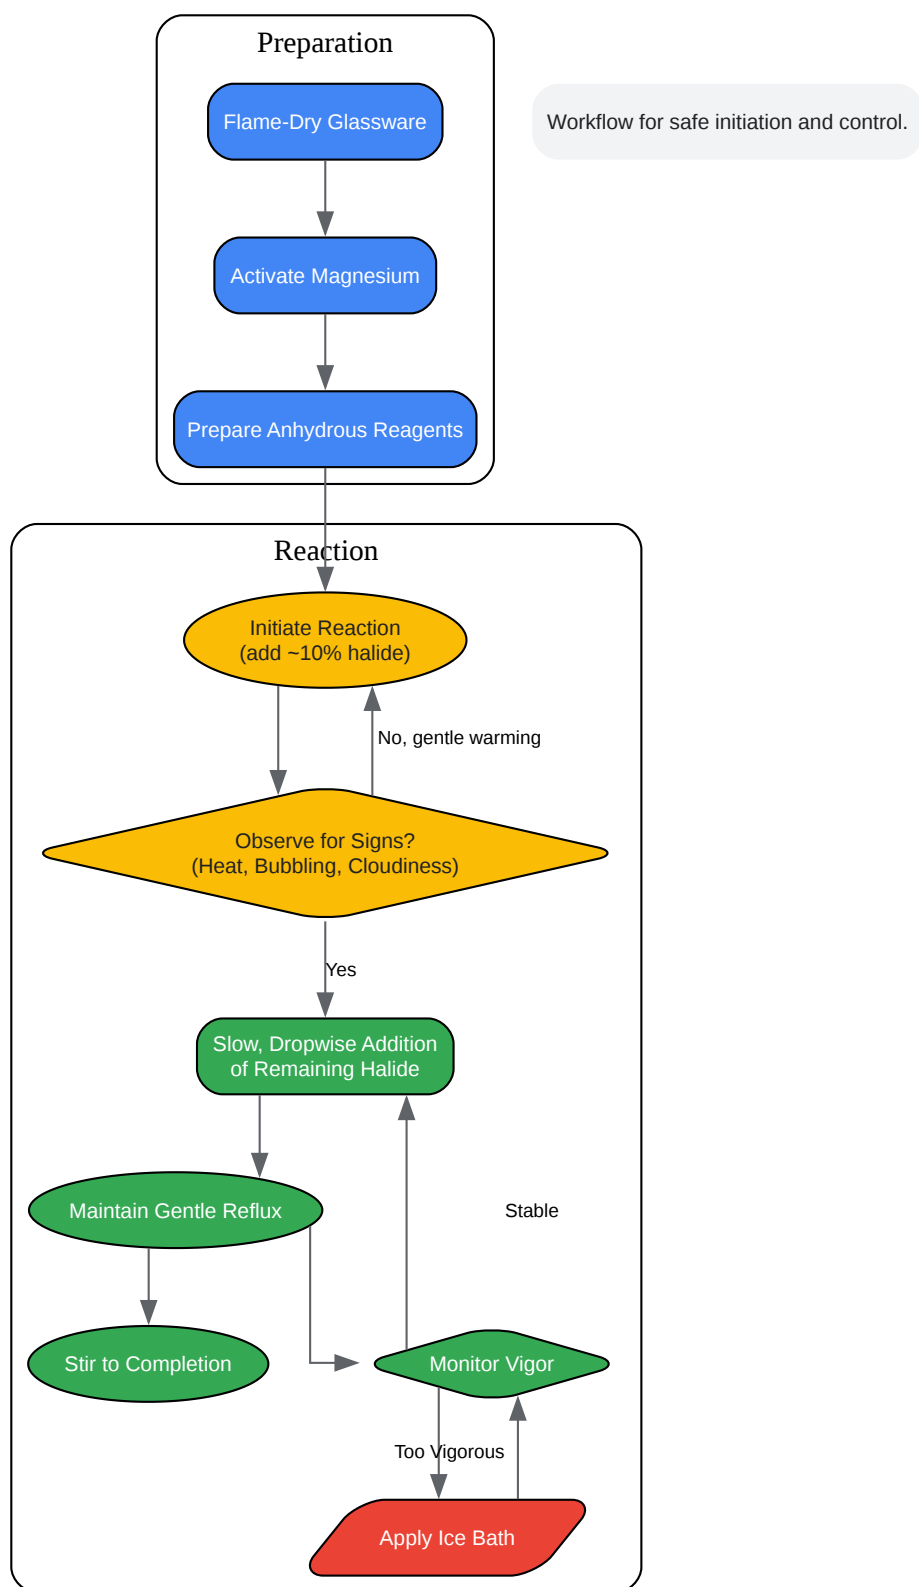 Preparation
Flame-Dry Glassware
Workflow for safe initiation and control.
Activate Magnesium
Prepare Anhydrous Reagents
Reaction
Initiate Reaction
(add ~10% halide)
No, gentle warming
Observe for Signs?
(Heat, Bubbling, Cloudiness)
Yes
Slow, Dropwise Addition
of Remaining Halide
Maintain Gentle Reflux
Stable
Stir to Completion
Monitor Vigor
Too Vigorous
Apply Ice Bath